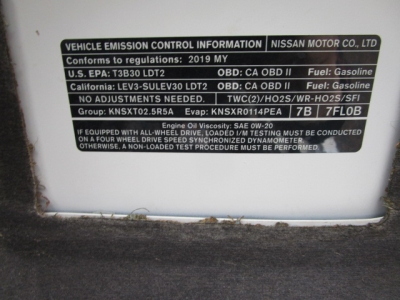 VEHICLE EMISSION CONTROL INFORMATION NISSAN MOTOR CO., LTD
Conforms to regulations: 2019 MY
U.S. EPA: T3B30 LDT2 OBD: CA OBD II Fuel: Gasoline
California: LEV3-SULEV30 LDT2 OBD: CA OBD II Fuel: Gasoline
NO ADJUSTMENTS NEEDED. TWC(2)/HO2S/WR-HO2S/SFI
Group: KNSXT02.5R5A Evap: KNSXR0114PEA 7B 7FL0B
Engine Oil Viscosity: SAE 0W-20
IF EQUIPPED WITH ALL-WHEEL DRIVE, LOADED I/M TESTING MUST BE CONDUCTED
ON A FOUR WHEEL DRIVE SPEED SYNCHRONIZED DYNAMOMETER,
OTHERWISE, A NON-LOADED TEST PROCEDURE MUST BE PERFORMED.